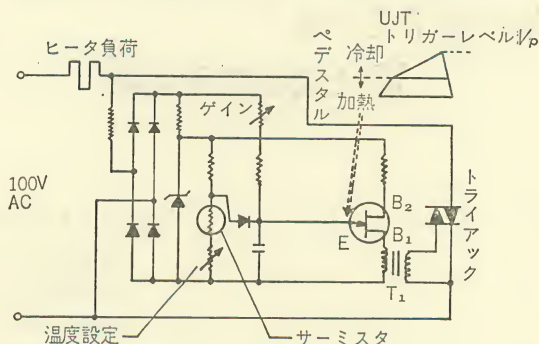 ヒータ負荷
ペデスタル
冷却
加熱
UJT
トリガーレベルVp
ゲイン
100V
AC
E
B₂
B₁
T₁
トライアック
温度設定
サーミスタ